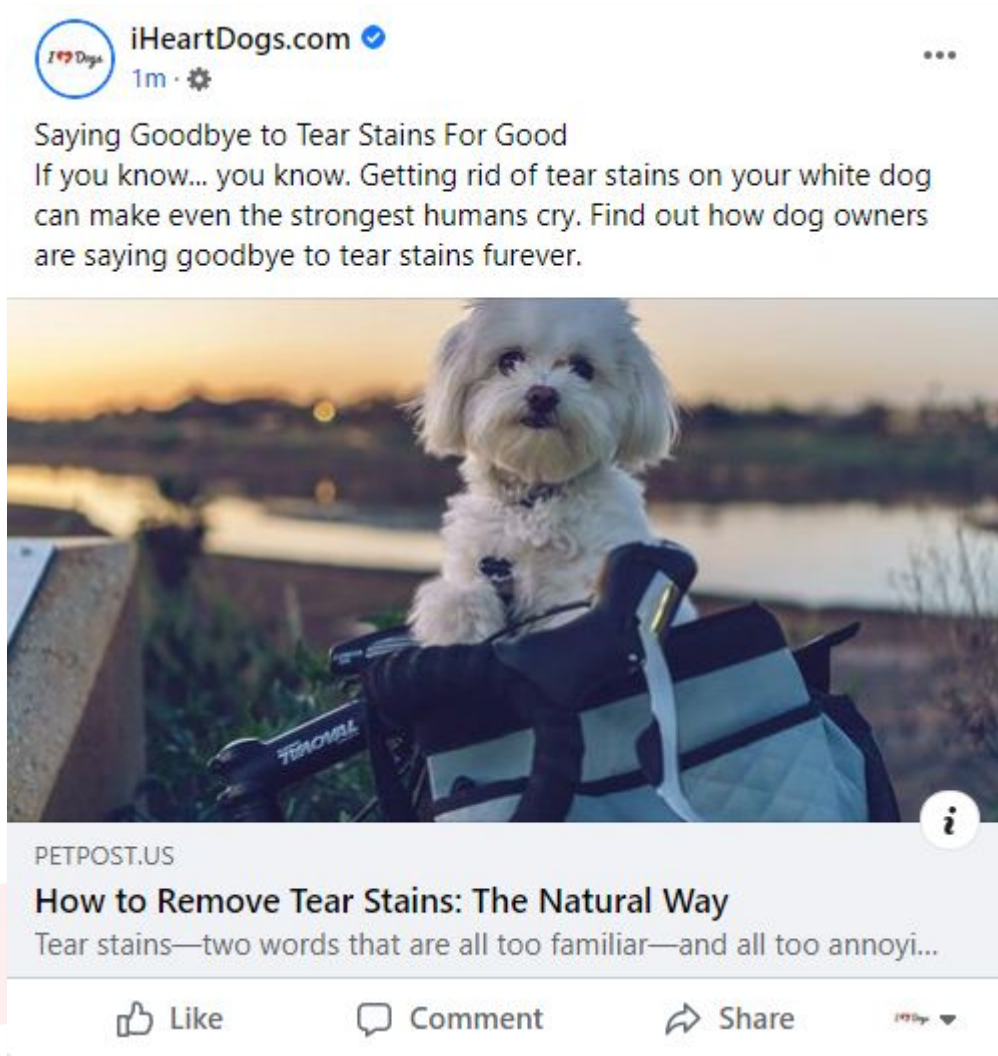 I Dogs
iHeartDogs.com
1m ·
Saying Goodbye to Tear Stains For Good
If you know... you know. Getting rid of tear stains on your white dog
can make even the strongest humans cry. Find out how dog owners
are saying goodbye to tear stains furever.
i
PETPOST.US
How to Remove Tear Stains: The Natural Way
Tear stains—two words that are all too familiar—and all too annoyi...
Like Comment Share